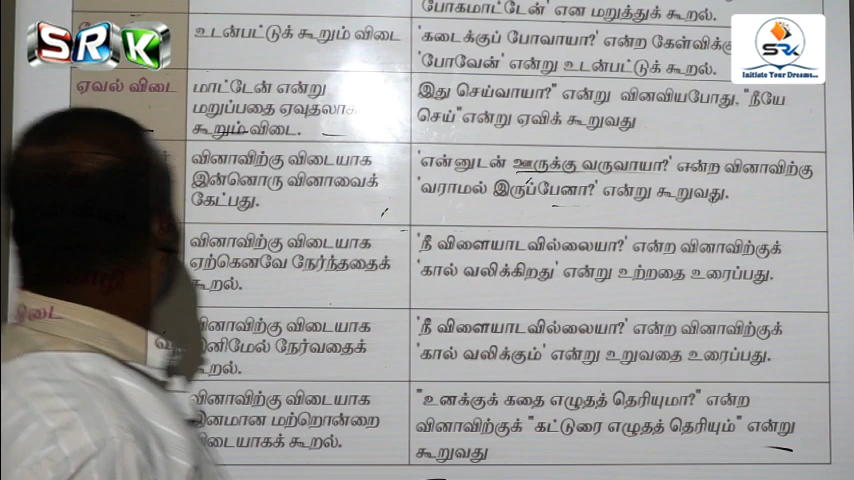 போகமாட்டேன்' என மறுத்துக் கூறல்.
SRK
உடன்பட்டுக் கூறும் விடை
'கடைக்குப் போவாயா?' என்ற கேள்விக்கு
'போவேன்' என்று உடன்பட்டுக் கூறல்.
SRK
Initiate Your Dreams...
ஏவல் விடை
மாட்டேன் என்று
மறுப்பதை ஏவுதலாக
கூறும் விடை.
இது செய்வாயா?" என்று வினவியபோது, "நீயே
செய்"என்று ஏவிக் கூறுவது
வினாவிற்கு விடையாக
இன்னொரு வினாவைக்
கேட்பது.
'என்னுடன் ஊருக்கு வருவாயா?' என்ற வினாவிற்கு
'வராமல் இருப்பேனா?' என்று கூறுவது.
வினாவிற்கு விடையாக
ஏற்கெனவே நேர்ந்ததைக்
கூறல்.
'நீ விளையாடவில்லையா?' என்ற வினாவிற்குக்
'கால் வலிக்கிறது' என்று உற்றதை உரைப்பது.
விடை
வினாவிற்கு விடையாக
இனிமேல் நேர்வதைக்
கூறல்.
'நீ விளையாடவில்லையா?' என்ற வினாவிற்குக்
'கால் வலிக்கும்' என்று உறுவதை உரைப்பது.
வினாவிற்கு விடையாக
இனமான மற்றொன்றை
விடையாகக் கூறல்.
"உனக்குக் கதை எழுதத் தெரியுமா?" என்ற
வினாவிற்குக் "கட்டுரை எழுதத் தெரியும்" என்று
கூறுவது